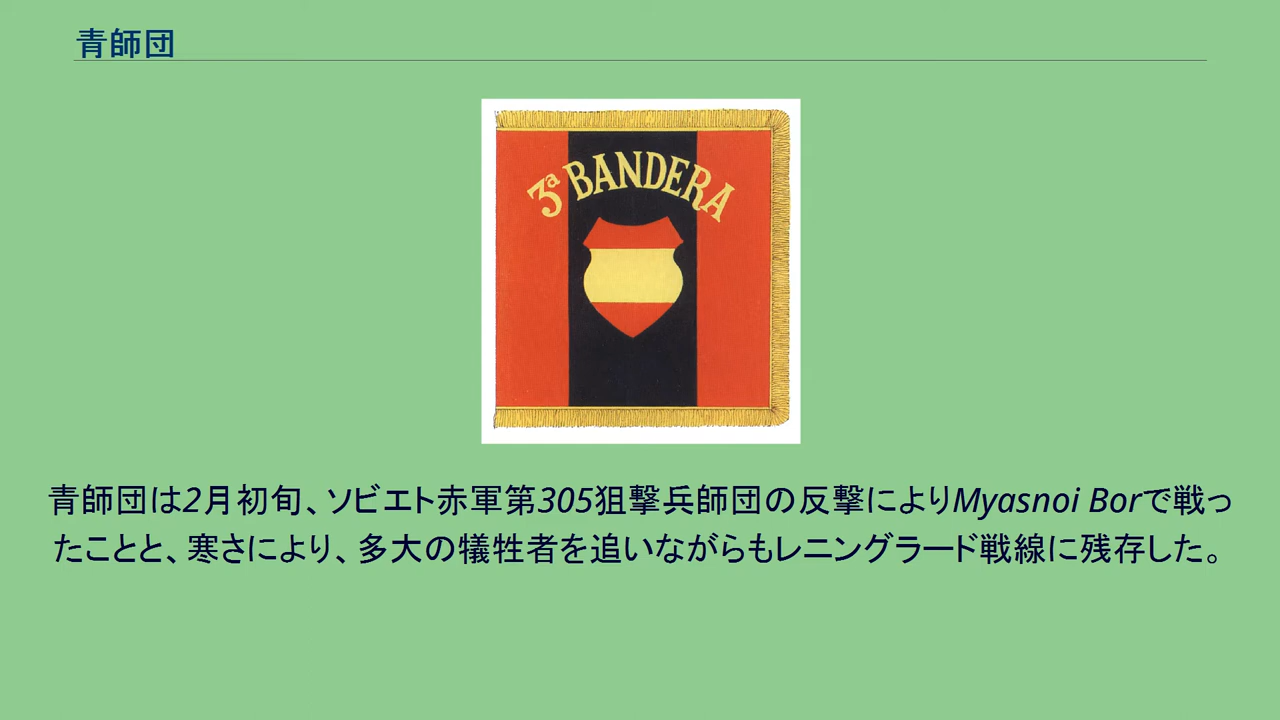 青師団
3ª BANDERA
青師団は2月初旬、ソビエト赤軍第305狙撃兵師団の反撃によりMyasnoi Borで戦っ
たことと、寒さにより、多大の犠牲者を追いながらもレニングラード戦線に残存した。